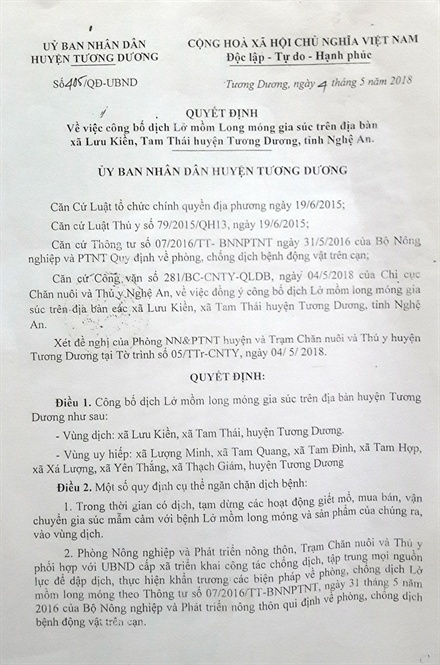 ỦY BAN NHÂN DÂN
HUYỆN TƯƠNG DƯƠNG
Số 405/QĐ-UBND
CỘNG HOÀ XÃ HỘI CHỦ NGHĨA VIỆT NAM
Độc lập - Tự do - Hạnh phúc
Tương Dương, ngày 4 tháng 5 năm 2018
QUYẾT ĐỊNH
Về việc công bố dịch Lở mồm Long móng gia súc trên địa bàn
xã Lưu Kiền, Tam Thái huyện Tương Dương, tỉnh Nghệ An.
ỦY BAN NHÂN DÂN HUYỆN TƯƠNG DƯƠNG
Căn Cứ Luật tổ chức chính quyền địa phương ngày 19/6/2015;
Căn cứ Luật Thú y số 79/2015/QH13, ngày 19/6/2015;
Căn cứ Thông tư số 07/2016/TT- BNNPTNT ngày 31/5/2016 của Bộ Nông
nghiệp và PTNT Quy định về phòng, chống dịch bệnh động vật trên cạn;
Căn cứ Công văn số 281/BC-CNTY-QLDB, ngày 04/5/2018 của Chi cục
Chăn nuôi và Thú y Nghệ An, về việc đồng ý công bố dịch Lở mồm long móng gia
súc trên địa bàn các xã Lưu Kiền, xã Tam Thái huyện Tương Dương, tỉnh Nghệ
An.
Xét đề nghị của Phòng NN&PTNT huyện và Trạm Chăn nuôi và Thú y huyện
Tương Dương tại Tờ trình số 05/TTr-CNTY, ngày 04/ 5/ 2018.
QUYẾT ĐỊNH:
Điều 1. Công bố dịch Lở mồm long móng gia súc trên địa bàn huyện Tương
Dương như sau:
- Vùng dịch: xã Lưu Kiền, xã Tam Thái, huyện Tương Dương.
- Vùng uy hiếp: xã Lượng Minh, xã Tam Quang, xã Tam Đình, xã Tam Hợp,
xã Xá Lượng, xã Yên Thắng, xã Thạch Giám, huyện Tương Dương
Điều 2. Một số quy định cụ thể ngăn chặn dịch bệnh:
1. Trong thời gian có dịch, tạm dừng các hoạt động giết mổ, mua bán, vận
chuyển gia súc mẫn cảm với bệnh Lở mồm long móng và sản phẩm của chúng ra,
vào vùng dịch.
2. Phòng Nông nghiệp và Phát triển nông thôn, Trạm Chăn nuôi và Thú y
phối hợp với UBND cấp xã triển khai công tác chống dịch, tập trung mọi nguồn
lực để dập dịch, thực hiện khẩn trương các biện pháp về phòng, chống dịch Lở
mồm long móng theo Thông tư số 07/2016/TT-BNNPTNT, ngày 31 tháng 5 năm
2016 của Bộ Nông nghiệp và Phát triển nông thôn qui định về phòng, chống dịch
bệnh động vật trên cạn.